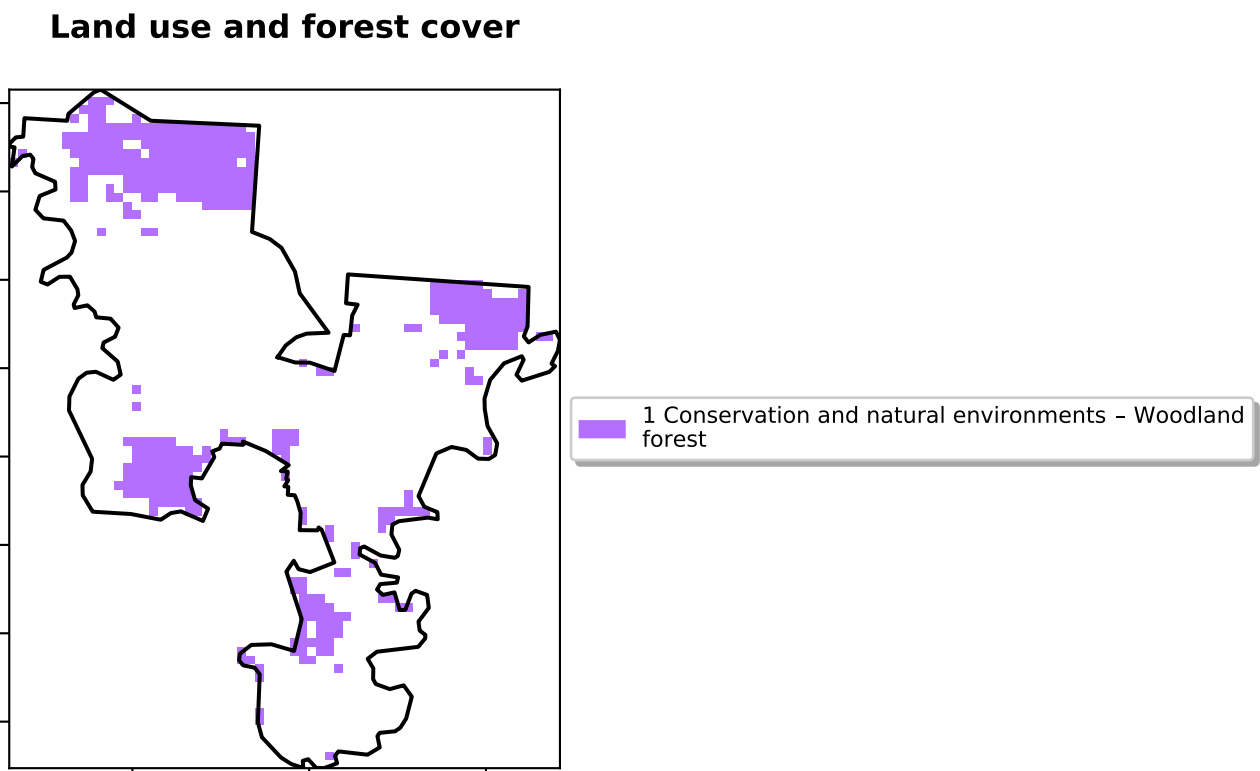 Land use and forest cover
1 Conservation and natural environments – Woodland
forest